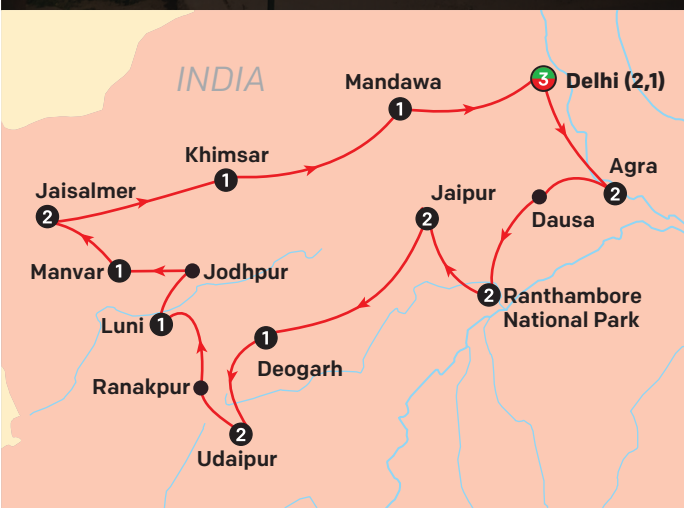 INDIA
Mandawa
1
3
Delhi (2,1)
Khimsar
1
Agra
2
Jaisalmer
2
Jaipur
2
Dausa
Manvar
1
Jodhpur
2
Ranthambore
National Park
Luni
1
1
Deogarh
Ranakpur
2
Udaipur